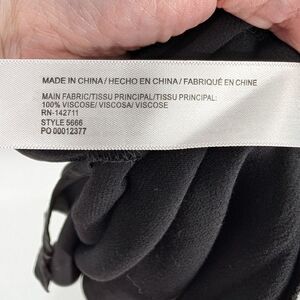 MADE IN CHINA / HECHO EN CHINA / FABRIQUÉ EN CHINE
MAIN FABRIC/TISSU PRINCIPAL/TISSU PRINCIPAL:
100% VISCOSE/ VISCOSA/ VISCOSE
RN-142711
STYLE 5666
PO 00012377